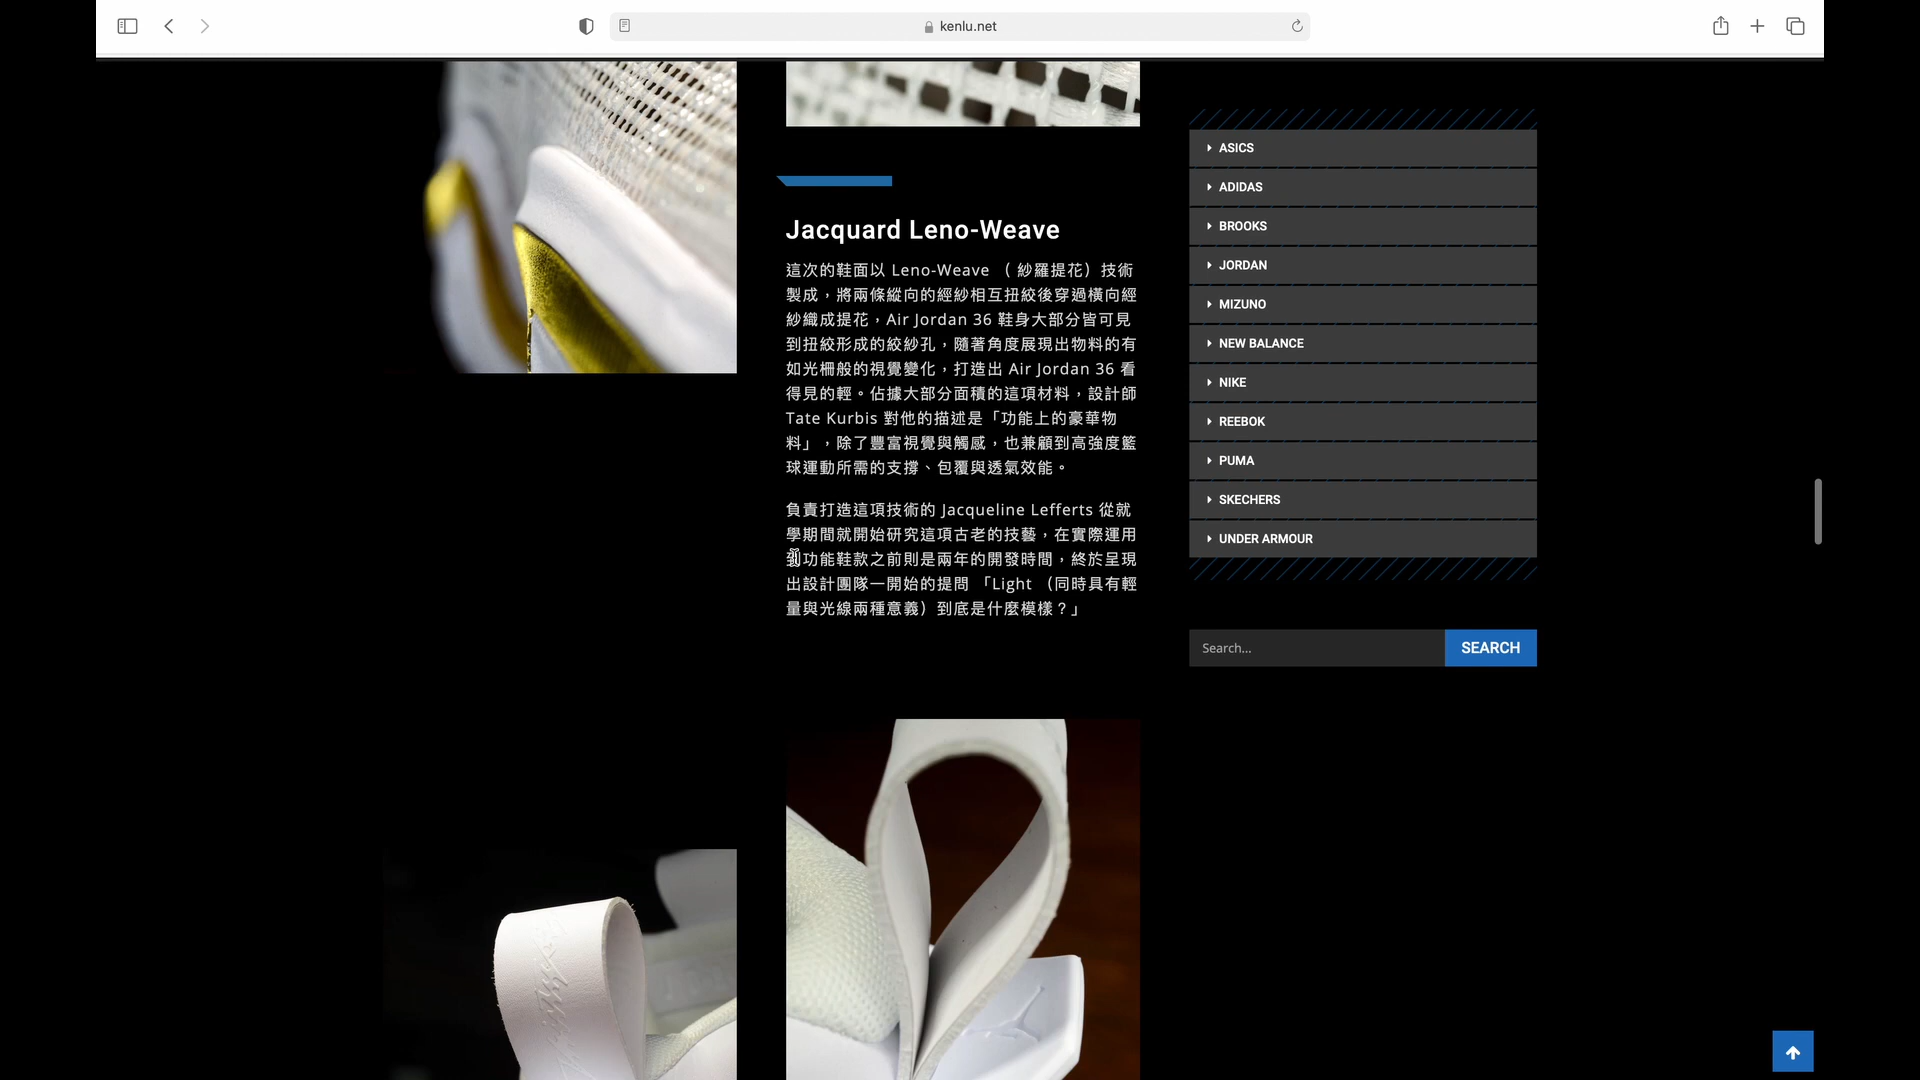 kenlu.net
Jacquard Leno-Weave
這次的鞋面以 Leno-Weave （ 紗羅提花）技術
製成，將兩條縱向的經紗相互扭絞後穿過橫向經
紗織成提花，Air Jordan 36 鞋身大部分皆可見
到扭絞形成的絞紗孔，隨著角度展現出物料的有
如光柵般的視覺變化，打造出 Air Jordan 36 看
得見的輕。佔據大部分面積的這項材料，設計師
Tate Kurbis 對他的描述是「功能上的豪華物
料」，除了豐富視覺與觸感，也兼顧到高強度籃
球運動所需的支撐、包覆與透氣效能。
負責打造這項技術的 Jacqueline Lefferts 從就
學期間就開始研究這項古老的技藝，在實際運用
到功能鞋款之前則是兩年的開發時間，終於呈現
出設計團隊一開始的提問 「Light （同時具有輕
量與光線兩種意義）到底是什麼模樣？」
ASICS
ADIDAS
BROOKS
JORDAN
MIZUNO
NEW BALANCE
NIKE
REEBOK
PUMA
SKECHERS
UNDER ARMOUR
Search...
SEARCH